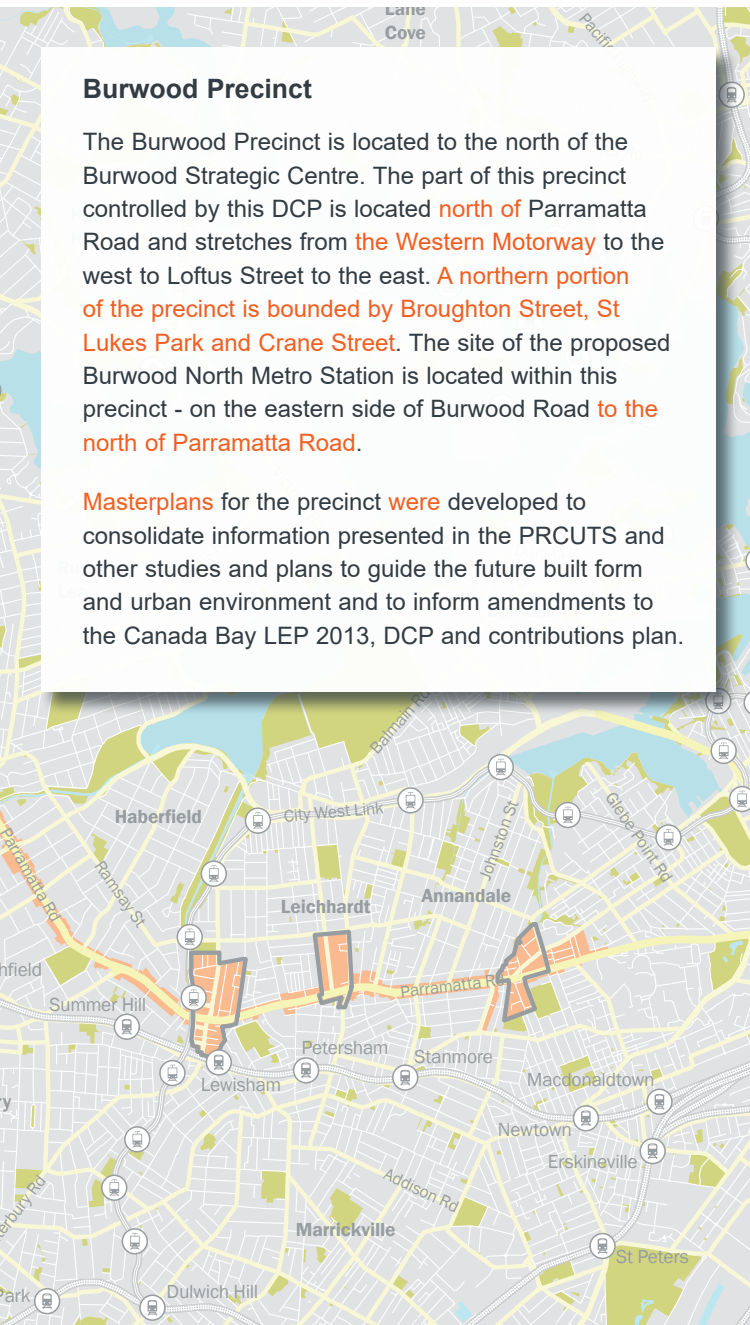 Lane
Cove
Pacific
Burwood Precinct
The Burwood Precinct is located to the north of the
Burwood Strategic Centre. The part of this precinct
controlled by this DCP is located north of Parramatta
Road and stretches from the Western Motorway to the
west to Loftus Street to the east. A northern portion
of the precinct is bounded by Broughton Street, St
Lukes Park and Crane Street. The site of the proposed
Burwood North Metro Station is located within this
precinct - on the eastern side of Burwood Road to the
north of Parramatta Road.
Masterplans for the precinct were developed to
consolidate information presented in the PRCUTS and
other studies and plans to guide the future built form
and urban environment and to inform amendments to
the Canada Bay LEP 2013, DCP and contributions plan.
Balmain Rd
Haberfield
City West Link
Johnston St
Glebe Point Rd
Parramatta Rd
Ramsay St
Leichhardt
Annandale
hfield
Summer Hill
Parramatta Rd
Petersham
Stanmore
Lewisham
Macdonaldtown
ry
Newtown
Erskineville
Addison Rd
erbury Rd
Marrickville
St Peters
Park
Dulwich Hill